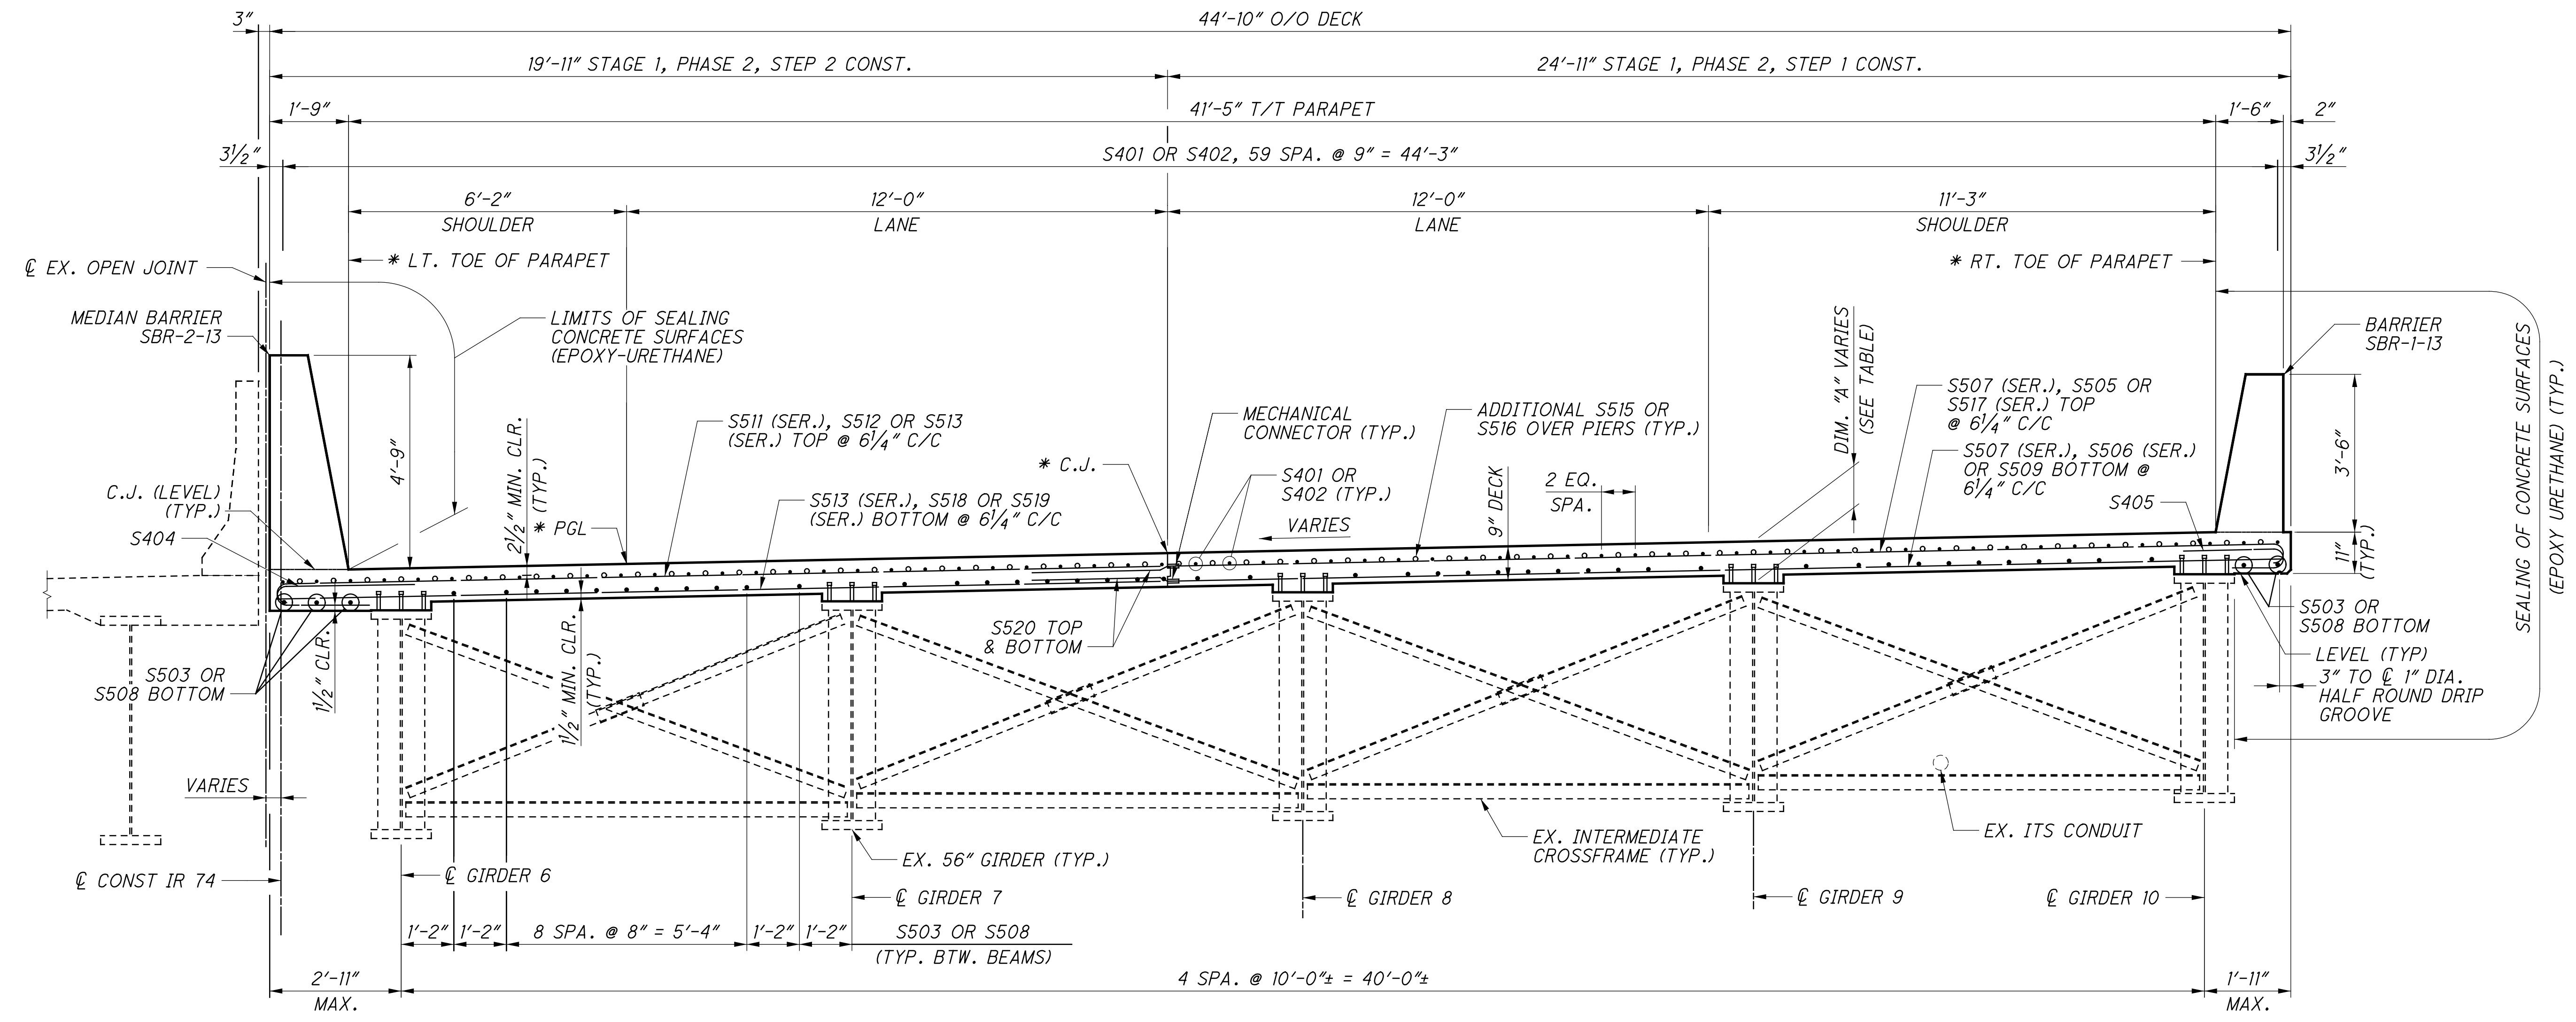 3"
44'-10" O/O DECK
19'-11" STAGE 1, PHASE 2, STEP 2 CONST.
24'-11" STAGE 1, PHASE 2, STEP 1 CONST.
1'-9"
41'-5" T/T PARAPET
1'-6"
2"
3½"
S401 OR S402, 59 SPA. @ 9" = 44'-3"
3½"
6'-2"
SHOULDER
12'-0"
LANE
12'-0"
LANE
11'-3"
SHOULDER
℄ EX. OPEN JOINT
* LT. TOE OF PARAPET
* RT. TOE OF PARAPET
MEDIAN BARRIER
SBR-2-13
LIMITS OF SEALING
CONCRETE SURFACES
(EPOXY-URETHANE)
DIM. "A" VARIES
(SEE TABLE)
BARRIER
SBR-1-13
SEALING OF CONCRETE SURFACES
(EPOXY URETHANE) (TYP.)
4'-9"
S511 (SER.), S512 OR S513
(SER.) TOP @ 6¼" C/C
2½" MIN. CLR.
(TYP.)
MECHANICAL
CONNECTOR (TYP.)
ADDITIONAL S515 OR
S516 OVER PIERS (TYP.)
S507 (SER.), S505 OR
S517 (SER.) TOP
@ 6¼" C/C
S507 (SER.), S506 (SER.)
OR S509 BOTTOM @
6¼" C/C
3'-6"
* C.J.
S401 OR
S402 (TYP.)
9" DECK
2 EQ.
SPA.
S405
C.J. (LEVEL)
(TYP.)
S513 (SER.), S518 OR S519
(SER.) BOTTOM @ 6¼" C/C
* PGL
VARIES
S404
11"
(TYP.)
S503 OR
S508 BOTTOM
1½" CLR.
1½" MIN. CLR.
(TYP.)
S520 TOP
& BOTTOM
S503 OR
S508 BOTTOM
LEVEL (TYP)
3" TO ℄ 1" DIA.
HALF ROUND DRIP
GROOVE
VARIES
EX. ITS CONDUIT
EX. INTERMEDIATE
CROSSFRAME (TYP.)
EX. 56" GIRDER (TYP.)
℄ CONST IR 74
℄ GIRDER 6
℄ GIRDER 7
℄ GIRDER 8
℄ GIRDER 9
℄ GIRDER 10
1'-2"
1'-2"
8 SPA. @ 8" = 5'-4"
1'-2"
1'-2"
S503 OR S508
(TYP. BTW. BEAMS)
2'-11"
MAX.
4 SPA. @ 10'-0"± = 40'-0"±
1'-11"
MAX.